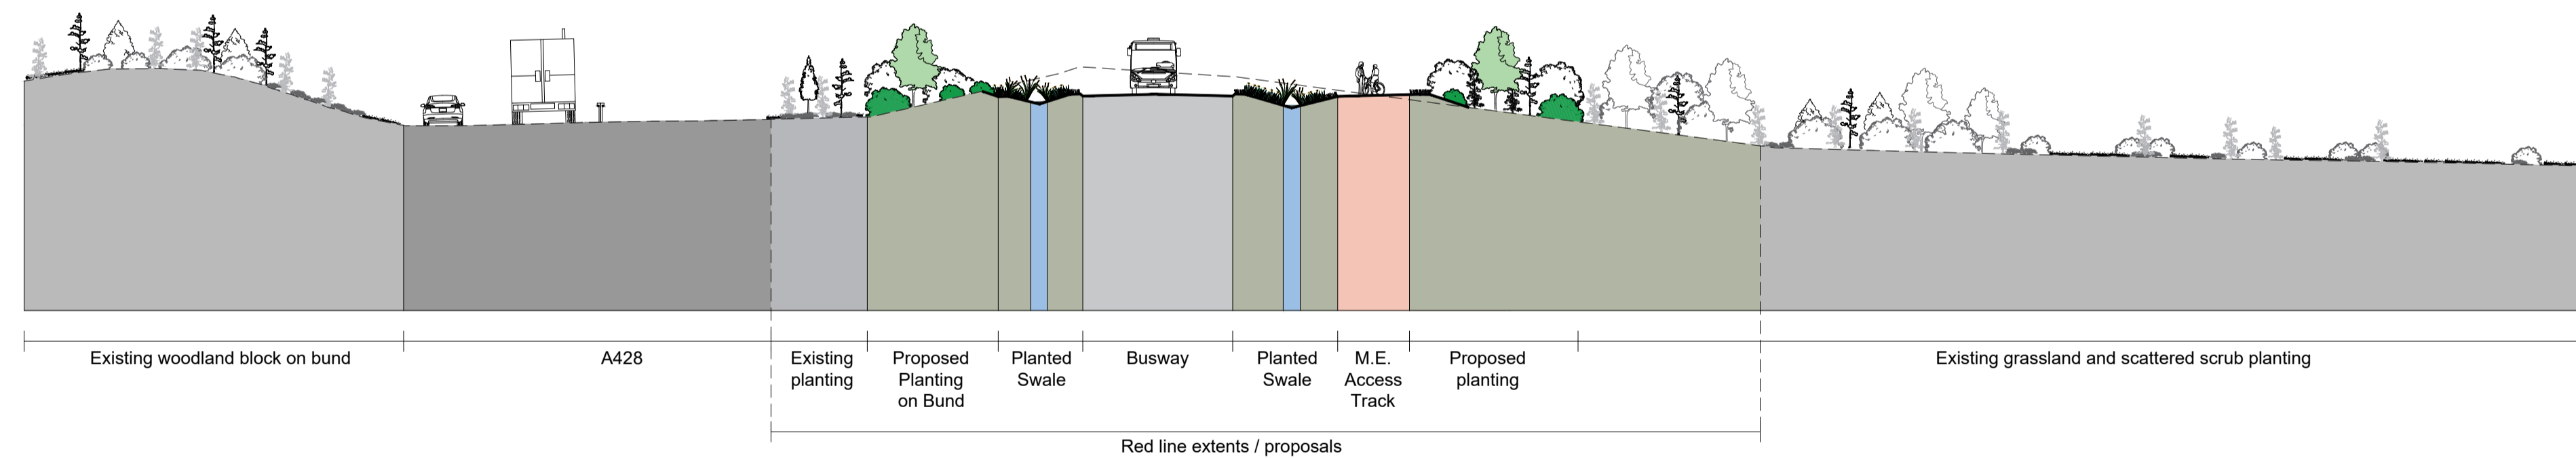 Existing woodland block on bund
A428
Existing
planting
Proposed
Planting
on Bund
Planted
Swale
Busway
Planted
Swale
M.E.
Access
Track
Proposed
planting
Existing grassland and scattered scrub planting
Red line extents / proposals